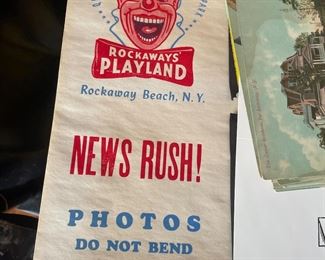 ROCKAWAYS'
PLAYLAND
Rockaway Beach, N.Y.
NEWS RUSH!
PHOTOS
DO NOT BEND